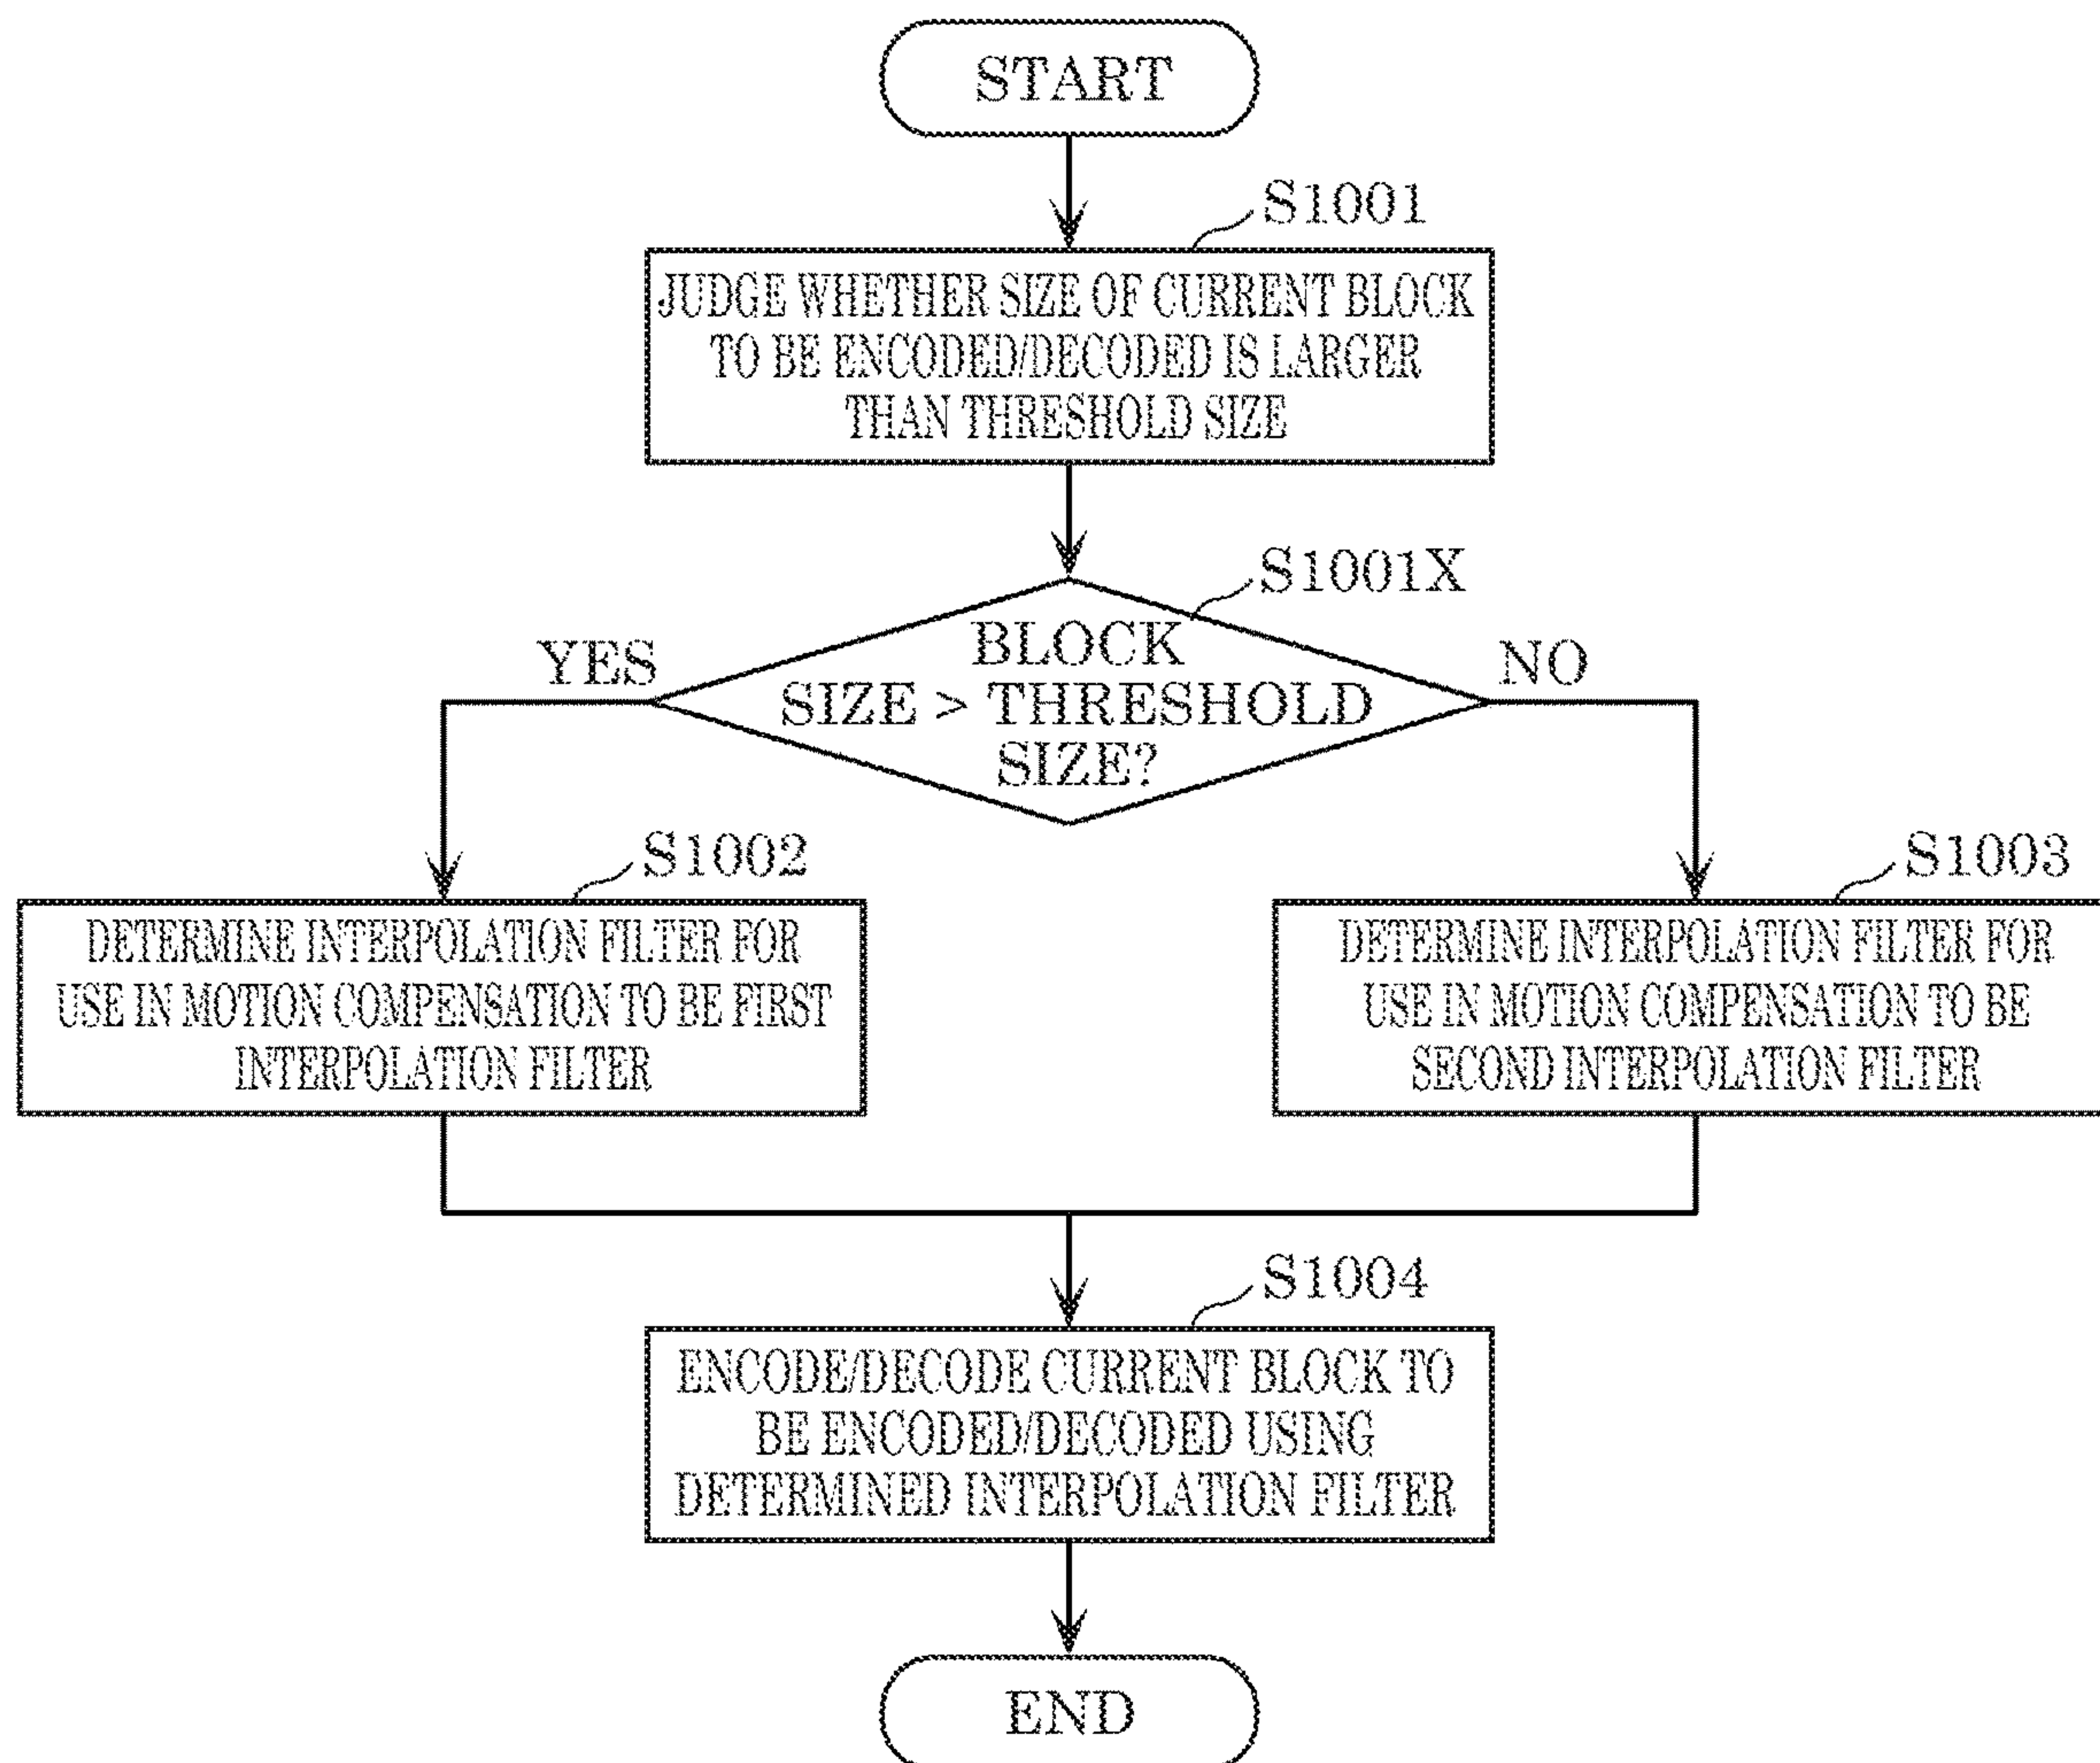 START
S1001
JUDGE WHETHER SIZE OF CURRENT BLOCK
TO BE ENCODED/DECODED IS LARGER
THAN THRESHOLD SIZE
S1001X
BLOCK
SIZE > THRESHOLD
SIZE?
YES
NO
S1002
DETERMINE INTERPOLATION FILTER FOR
USE IN MOTION COMPENSATION TO BE FIRST
INTERPOLATION FILTER
S1003
DETERMINE INTERPOLATION FILTER FOR
USE IN MOTION COMPENSATION TO BE
SECOND INTERPOLATION FILTER
S1004
ENCODE/DECODE CURRENT BLOCK TO
BE ENCODED/DECODED USING
DETERMINED INTERPOLATION FILTER
END